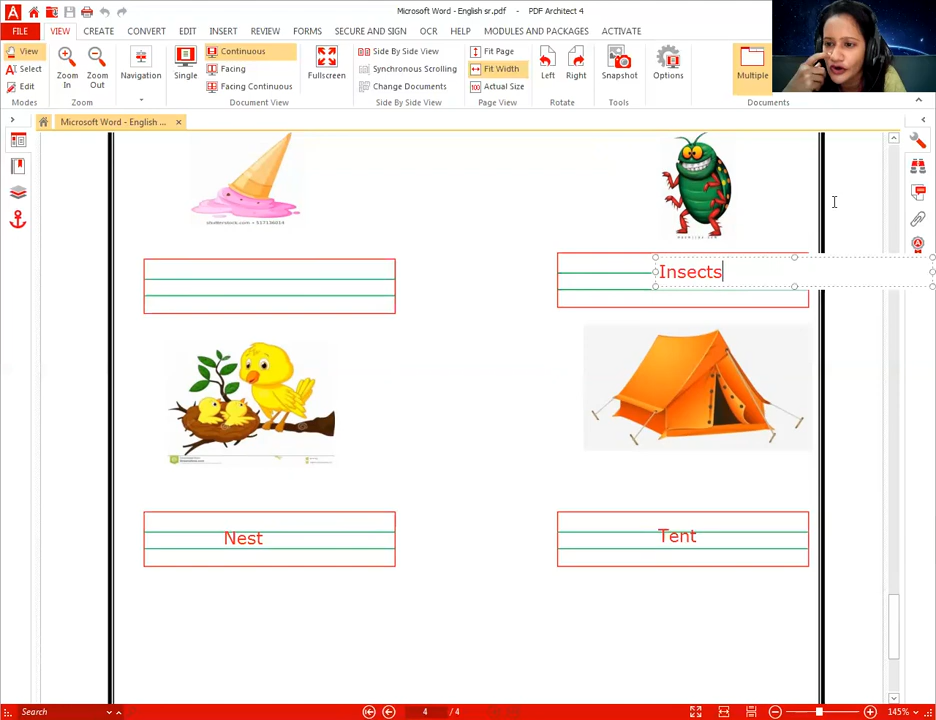 Microsoft Word - English sr.pdf - PDF Architect 4
FILE VIEW CREATE CONVERT EDIT INSERT REVIEW FORMS SECURE AND SIGN OCR HELP MODULES AND PACKAGES ACTIVATE
View
Select
Edit
Modes
Zoom In
Zoom Out
Zoom
Navigation
Single
Continuous
Facing
Facing Continuous
Document View
Fullscreen
Side By Side View
Synchronous Scrolling
Change Documents
Side By Side View
Fit Page
Fit Width
100 Actual Size
Page View
Left
Right
Rotate
Snapshot
Tools
Options
Multiple
Documents
Microsoft Word - English ...
shutterstock.com • 517136019
Insects
Nest
Tent
Search
4 / 4
145%